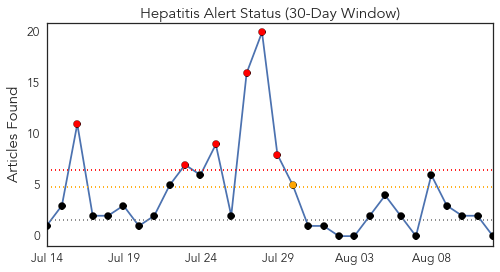 Hepatitis Alert Status (30-Day Window)
Articles Found
20
15
10
5
0
Jul 14
Jul 19
Jul 24
Jul 29
Aug 03
Aug 08